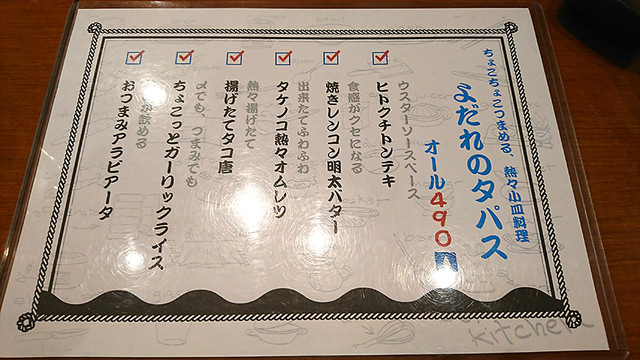 ちょこちょこつまめる、熱々小皿料理
よだれのタパス
オール490円
ウスターソースベース
ヒトクチトンテキ
食感がクセになる
焼きレンコン明太バター
出来たてふわふわ
タケノコ熱々オムレツ
熱々揚げたて
揚げたてタコ唐
〆でも、つまみでも
ちょこっとガーリックライス
が飲める
おつまみアラビアータ
kitchen